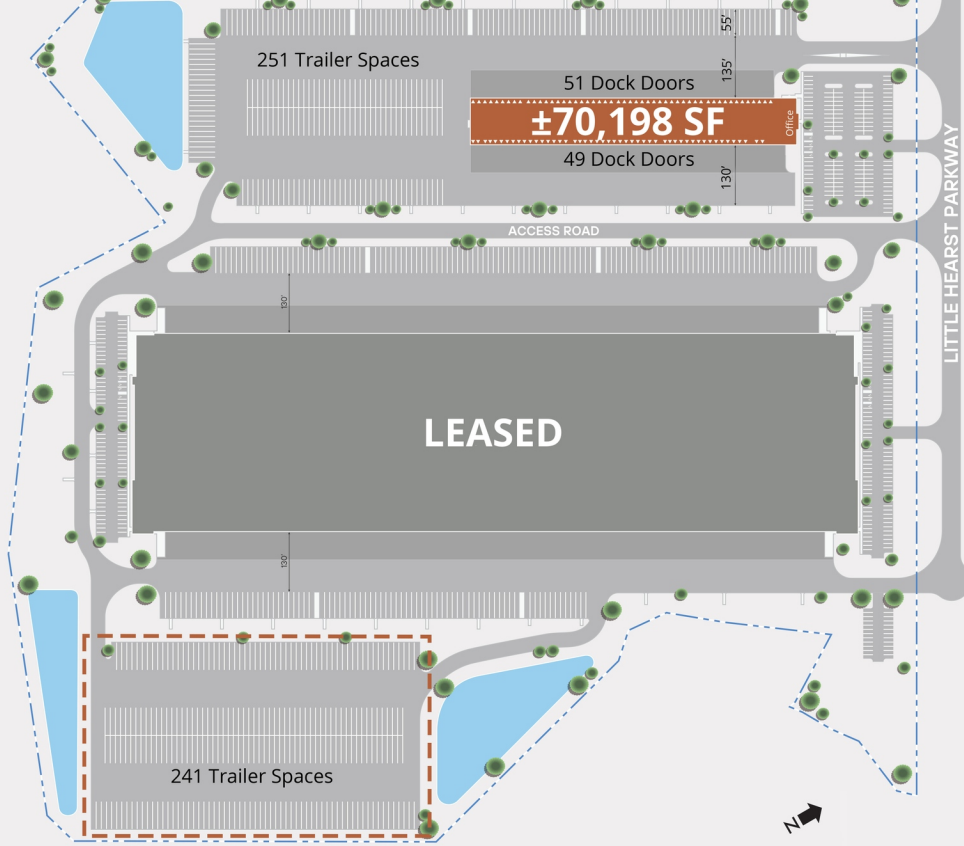 55'
251 Trailer Spaces
135'
51 Dock Doors
±70,198 SF
Office
49 Dock Doors
130'
ACCESS ROAD
LITTLE HEARST PARKWAY
130'
LEASED
130'
241 Trailer Spaces
N